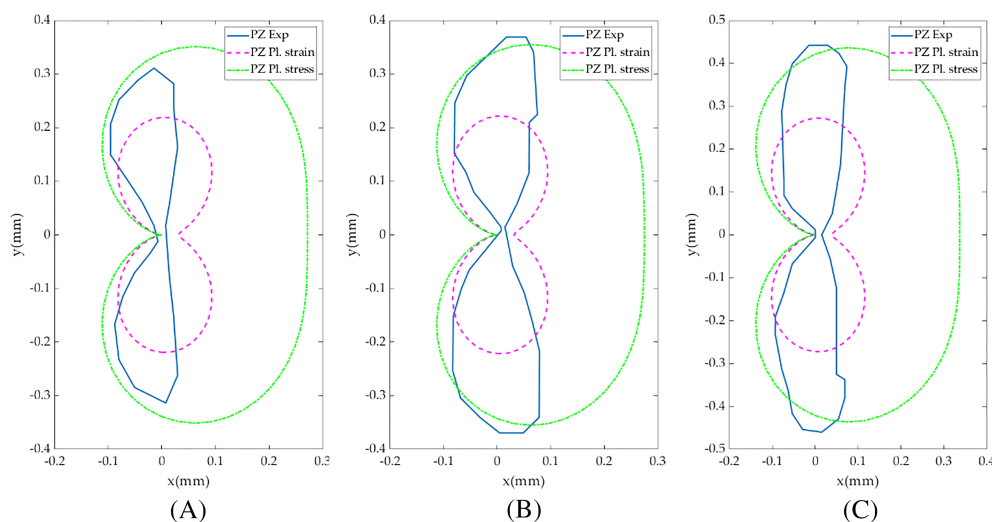 0.4
0.3
0.2
0.1
0
-0.1
-0.2
-0.3
-0.4
y(mm)
-0.2 -0.1 0 0.1 0.2 0.3
x(mm)
PZ Exp
PZ Pl. strain
PZ Pl. stress
(A)
0.4
0.3
0.2
0.1
0
-0.1
-0.2
-0.3
-0.4
y(mm)
-0.2 -0.1 0 0.1 0.2 0.3
x(mm)
PZ Exp
PZ Pl. strain
PZ Pl. stress
(B)
0.5
0.4
0.3
0.2
0.1
0
-0.1
-0.2
-0.3
-0.4
-0.5
y(mm)
-0.2 -0.1 0 0.1 0.2 0.3 0.4
x(mm)
PZ Exp
PZ Pl. strain
PZ Pl. stress
(C)